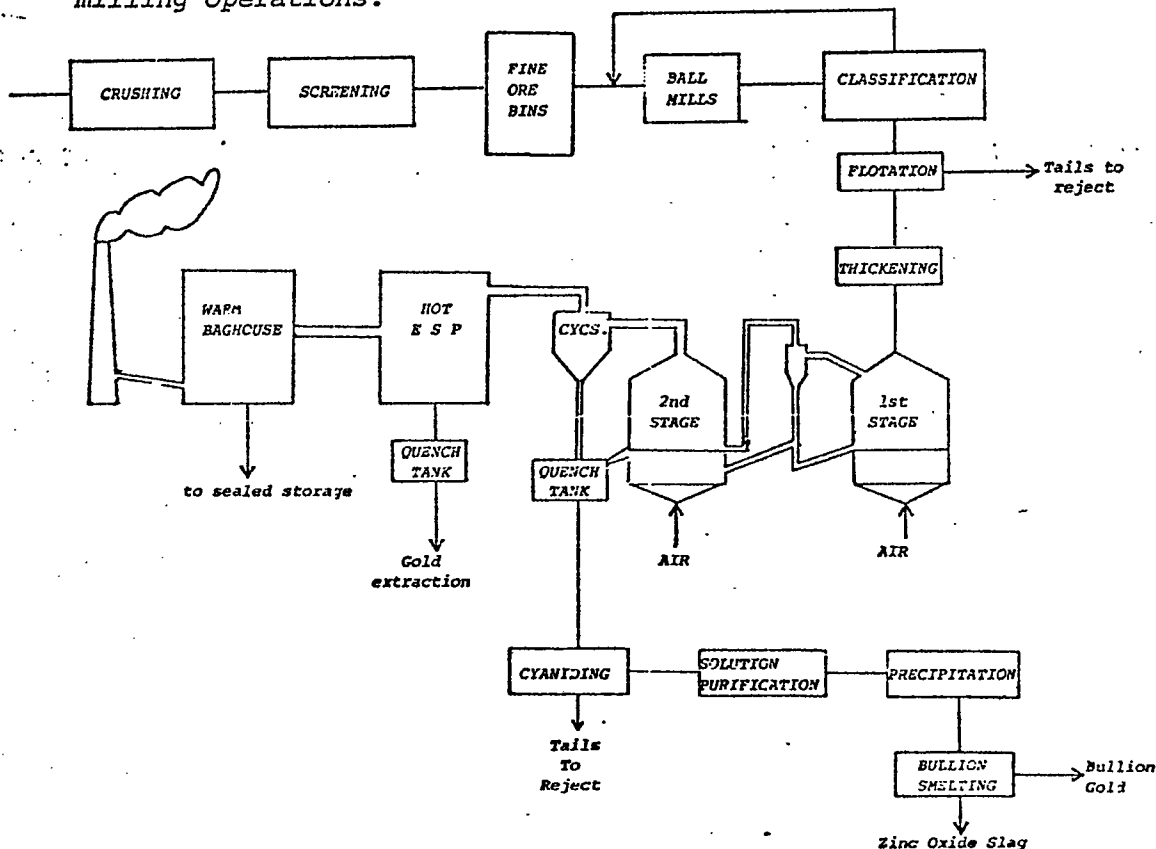 milling operations.
CRUSHING
SCREENING
FINE
ORE
BINS
BALL
MILLS
CLASSIFICATION
FLOTATION
Tails to
reject
THICKENING
WARM
BAGHOUSE
HOT
E S P
CYCS.
2nd
STAGE
1st
STAGE
QUENCH
TANK
QUENCH
TANK
to sealed storage
Gold
extraction
AIR
AIR
CYANIDING
SOLUTION
PURIFICATION
PRECIPITATION
Tails
To
Reject
BULLION
SMELTING
Bullion
Gold
Zinc Oxide Slag